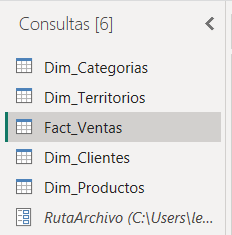 Consultas [6]
Dim_Categorias
Dim_Territorios
Fact_Ventas
Dim_Clientes
Dim_Productos
RutaArchivo (C:\Users\le...